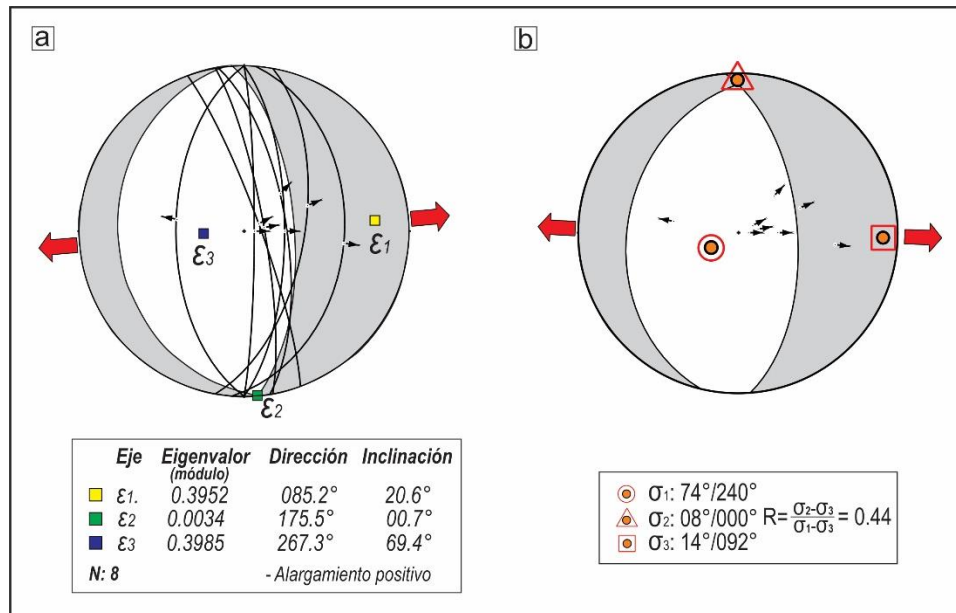 a
b
ε1
ε3
ε2
Eje Eigenvalor Dirección Inclinación
(módulo)
ε1. 0.3952 085.2° 20.6°
ε2 0.0034 175.5° 00.7°
ε3 0.3985 267.3° 69.4°
N: 8 - Alargamiento positivo
σ1: 74°/240°
σ2: 08°/000° R=σ2-σ3/σ1-σ3= 0.44
σ3: 14°/092°